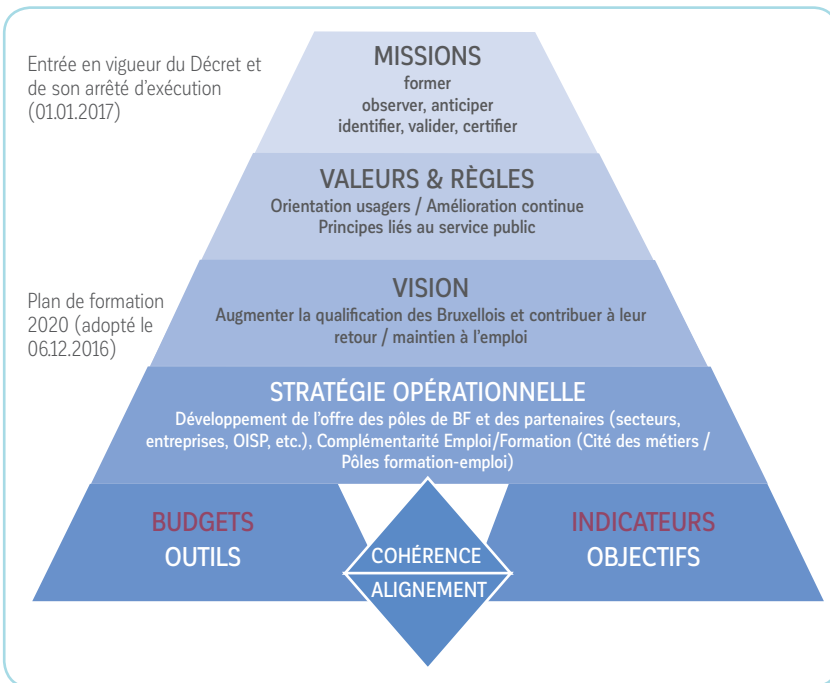 Entrée en vigueur du Décret et
de son arrêté d'exécution
(01.01.2017)
MISSIONS
former
observer, anticiper
identifier, valider, certifier
VALEURS & RÈGLES
Orientation usagers / Amélioration continue
Principes liés au service public
Plan de formation
2020 (adopté le
06.12.2016)
VISION
Augmenter la qualification des Bruxellois et contribuer à leur
retour / maintien à l'emploi
STRATÉGIE OPÉRATIONNELLE
Développement de l'offre des pôles de BF et des partenaires (secteurs,
entreprises, OISP, etc.), Complémentarité Emploi/Formation (Cité des métiers /
Pôles formation-emploi)
BUDGETS
OUTILS
COHÉRENCE
ALIGNEMENT
INDICATEURS
OBJECTIFS